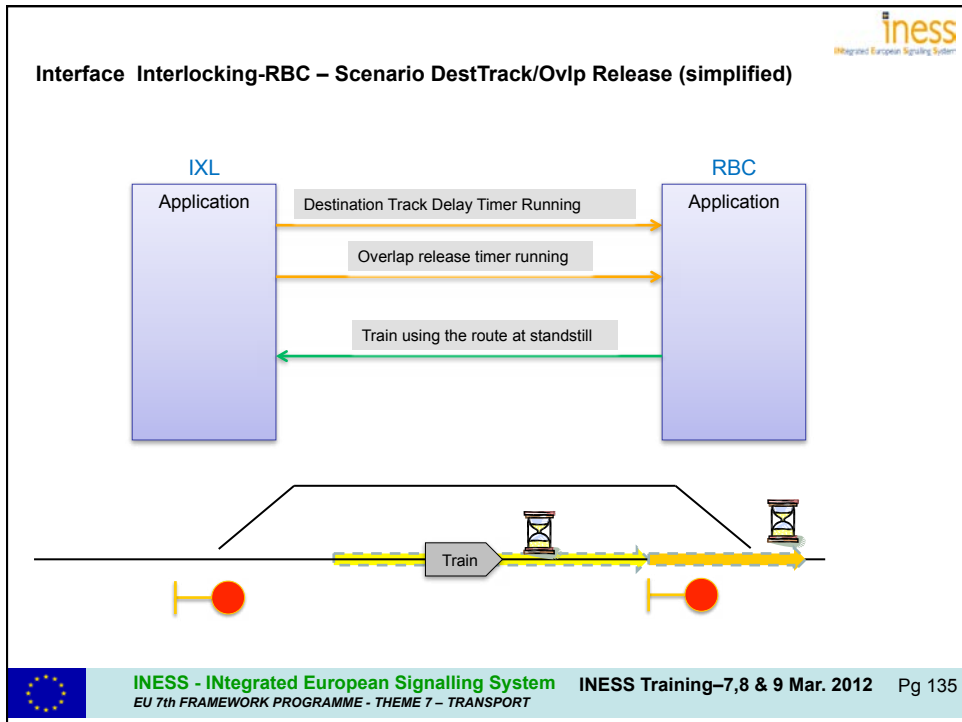 iness
INtegrated European Signalling System
Interface Interlocking-RBC – Scenario DestTrack/Ovlp Release (simplified)
IXL
RBC
Application
Application
Destination Track Delay Timer Running
Overlap release timer running
Train using the route at standstill
Train
INESS - INtegrated European Signalling System
EU 7th FRAMEWORK PROGRAMME - THEME 7 – TRANSPORT
INESS Training–7,8 & 9 Mar. 2012
Pg 135